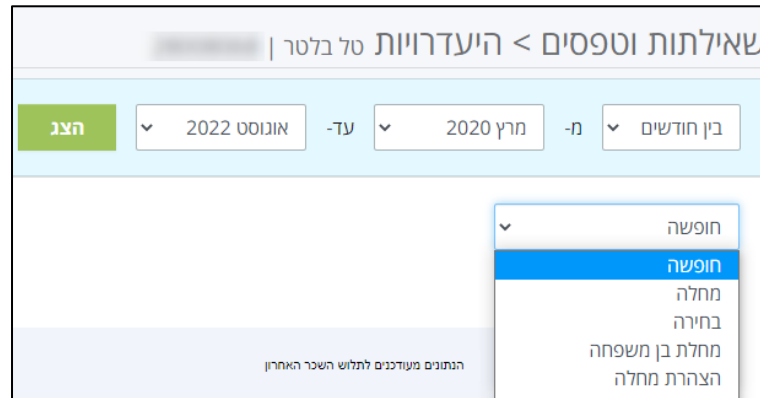 שאילתות וטפסים > היעדרויות טל בלטר |
בין חודשים מ- מרץ 2020 עד- אוגוסט 2022 הצג
חופשה
חופשה
מחלה
בחירה
מחלת בן משפחה
הצהרת מחלה
הנתונים מעודכנים לתלוש השכר האחרון